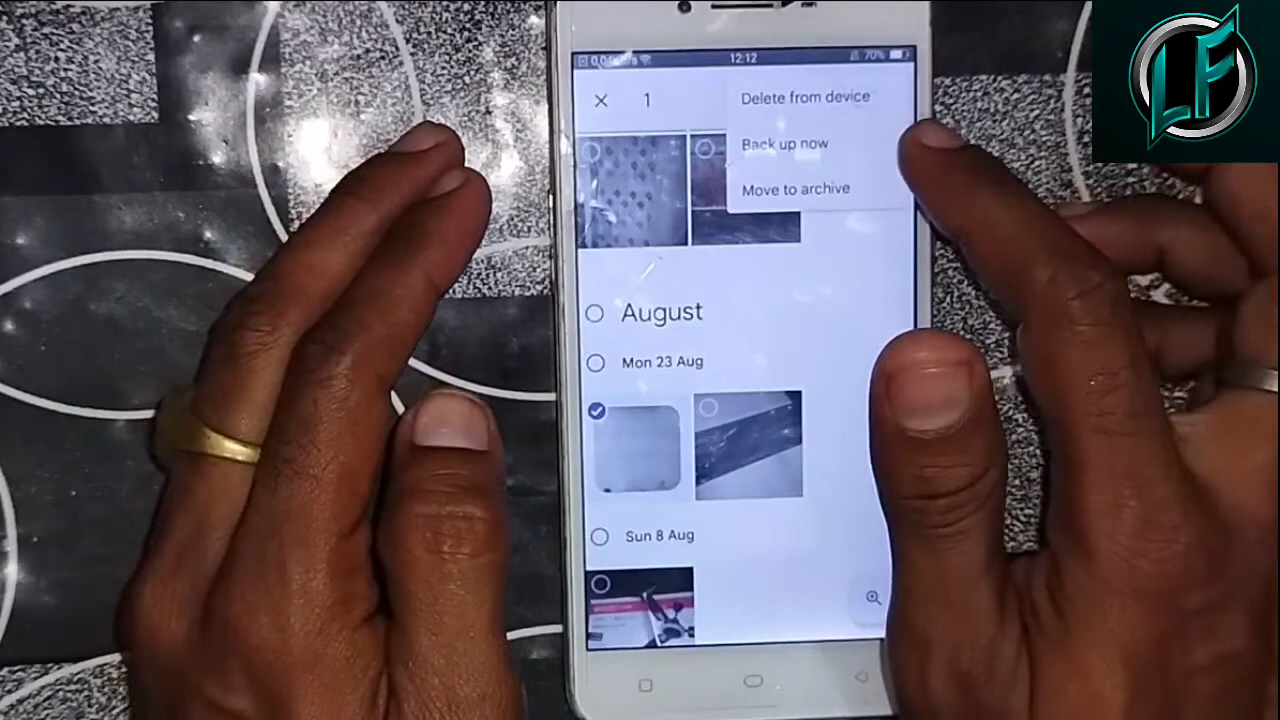 12:12
70%
1
Delete from device
Back up now
Move to archive
August
Mon 23 Aug
Sun 8 Aug
LF